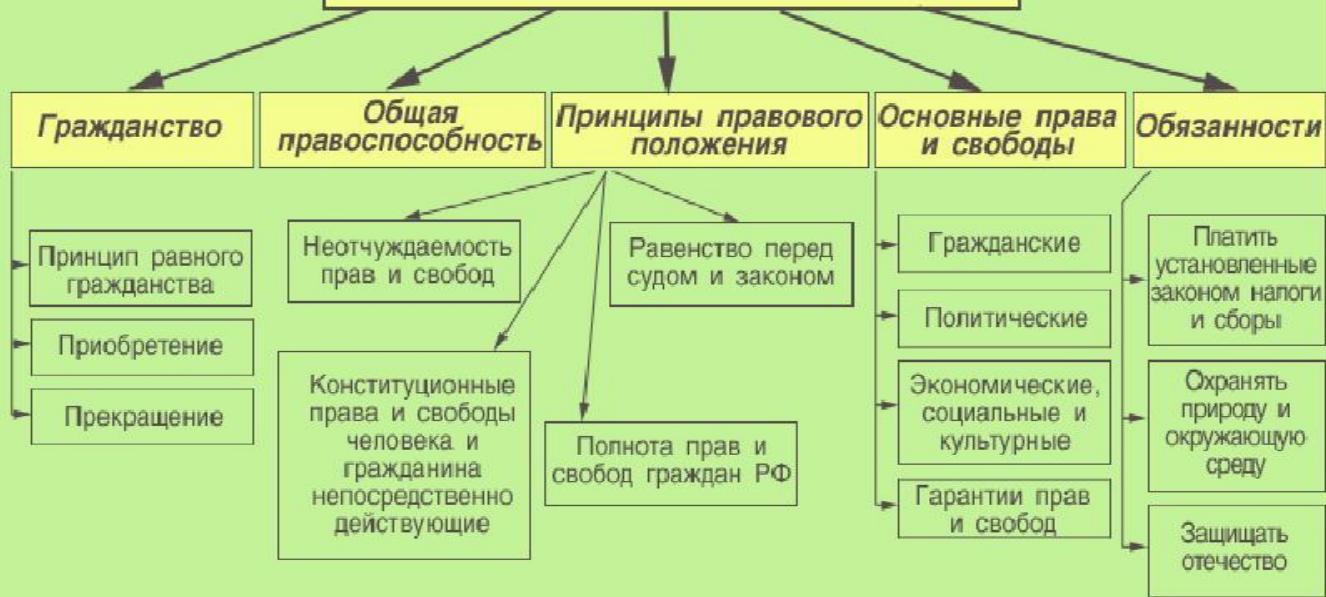 Гражданство
Общая
правоспособность
Принципы правового
положения
Основные права
и свободы
Обязанности
Принцип равного
гражданства
Приобретение
Прекращение
Неотчуждаемость
прав и свобод
Равенство перед
судом и законом
Конституционные
права и свободы
человека и
гражданина
непосредственно
действующие
Полнота прав и
свобод граждан РФ
Гражданские
Политические
Экономические,
социальные и
культурные
Гарантии прав
и свобод
Платить
установленные
законом налоги
и сборы
Охранять
природу и
окружающую
среду
Защищать
отечество